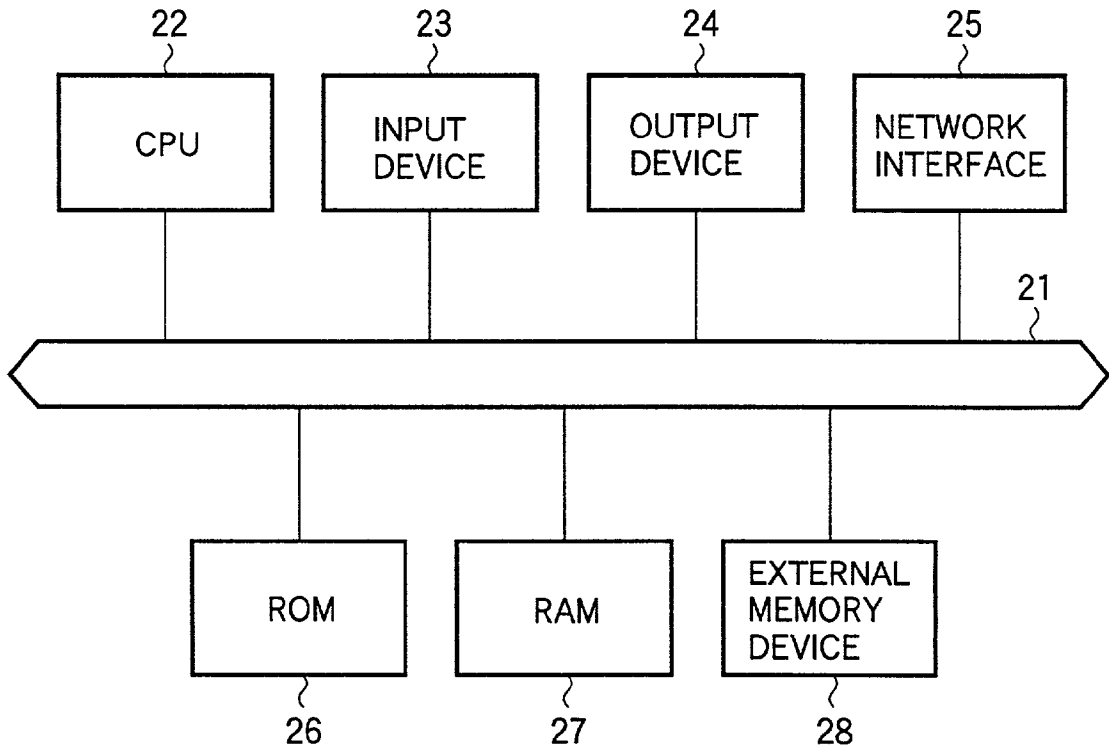 22
23
24
25
CPU
INPUT
DEVICE
OUTPUT
DEVICE
NETWORK
INTERFACE
21
ROM
RAM
EXTERNAL
MEMORY
DEVICE
26
27
28